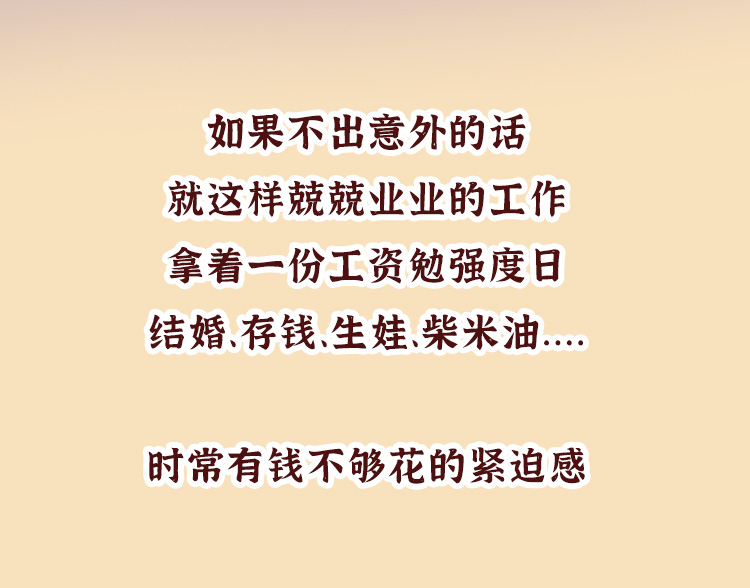 如果不出意外的话
就这样兢兢业业的工作
拿着一份工资勉强度日
结婚、存钱、生娃、柴米油....
时常有钱不够花的紧迫感